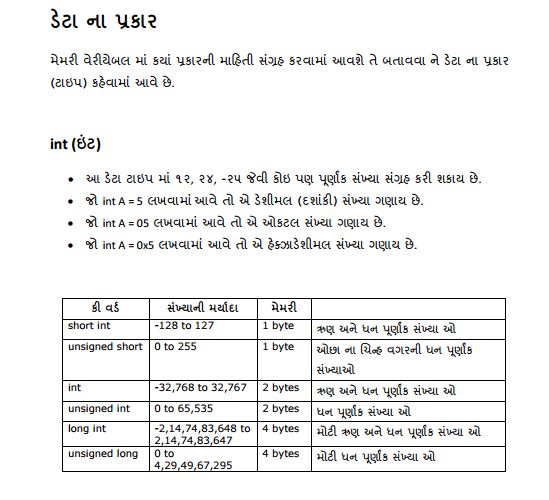 ડેટા ના પ્રકાર
મેમરી વેરીયેબલ માં કયાં પ્રકારની માહિતી સંગ્રહ કરવામાં આવશે તે બતાવવા ને ડેટા ના પ્રકાર
(ટાઇપ) કહેવામાં આવે છે.
int (ઇંટ)
• આ ડેટા ટાઇપ માં ૧૨, ૨૪, -૨૫ જેવી કોઇ પણ પૂર્ણાંક સંખ્યા સંગ્રહ કરી શકાય છે.
• જો int A = 5 લખવામાં આવે તો એ ડેશીમલ (દશાંકી) સંખ્યા ગણાય છે.
• જો int A = 05 લખવામાં આવે તો એ ઓકટલ સંખ્યા ગણાય છે.
• જો int A = 0x5 લખવામાં આવે તો એ હેક્ઝાડેશીમલ સંખ્યા ગણાય છે.
કી વર્ડ સંખ્યાની મર્યાદા મેમરી
short int -128 to 127 1 byte ઋણ અને ધન પૂર્ણાંક સંખ્યા ઓ
unsigned short 0 to 255 1 byte ઓછા ના ચિન્હ વગરની ધન પૂર્ણાંક
સંખ્યાઓ
int -32,768 to 32,767 2 bytes ઋણ અને ધન પૂર્ણાંક સંખ્યા ઓ
unsigned int 0 to 65,535 2 bytes ધન પૂર્ણાંક સંખ્યા ઓ
long int -2,14,74,83,648 to 4 bytes મોટી ઋણ અને ધન પૂર્ણાંક સંખ્યા ઓ
2,14,74,83,647
unsigned long 0 to 4 bytes મોટી ધન પૂર્ણાંક સંખ્યા ઓ
4,29,49,67,295